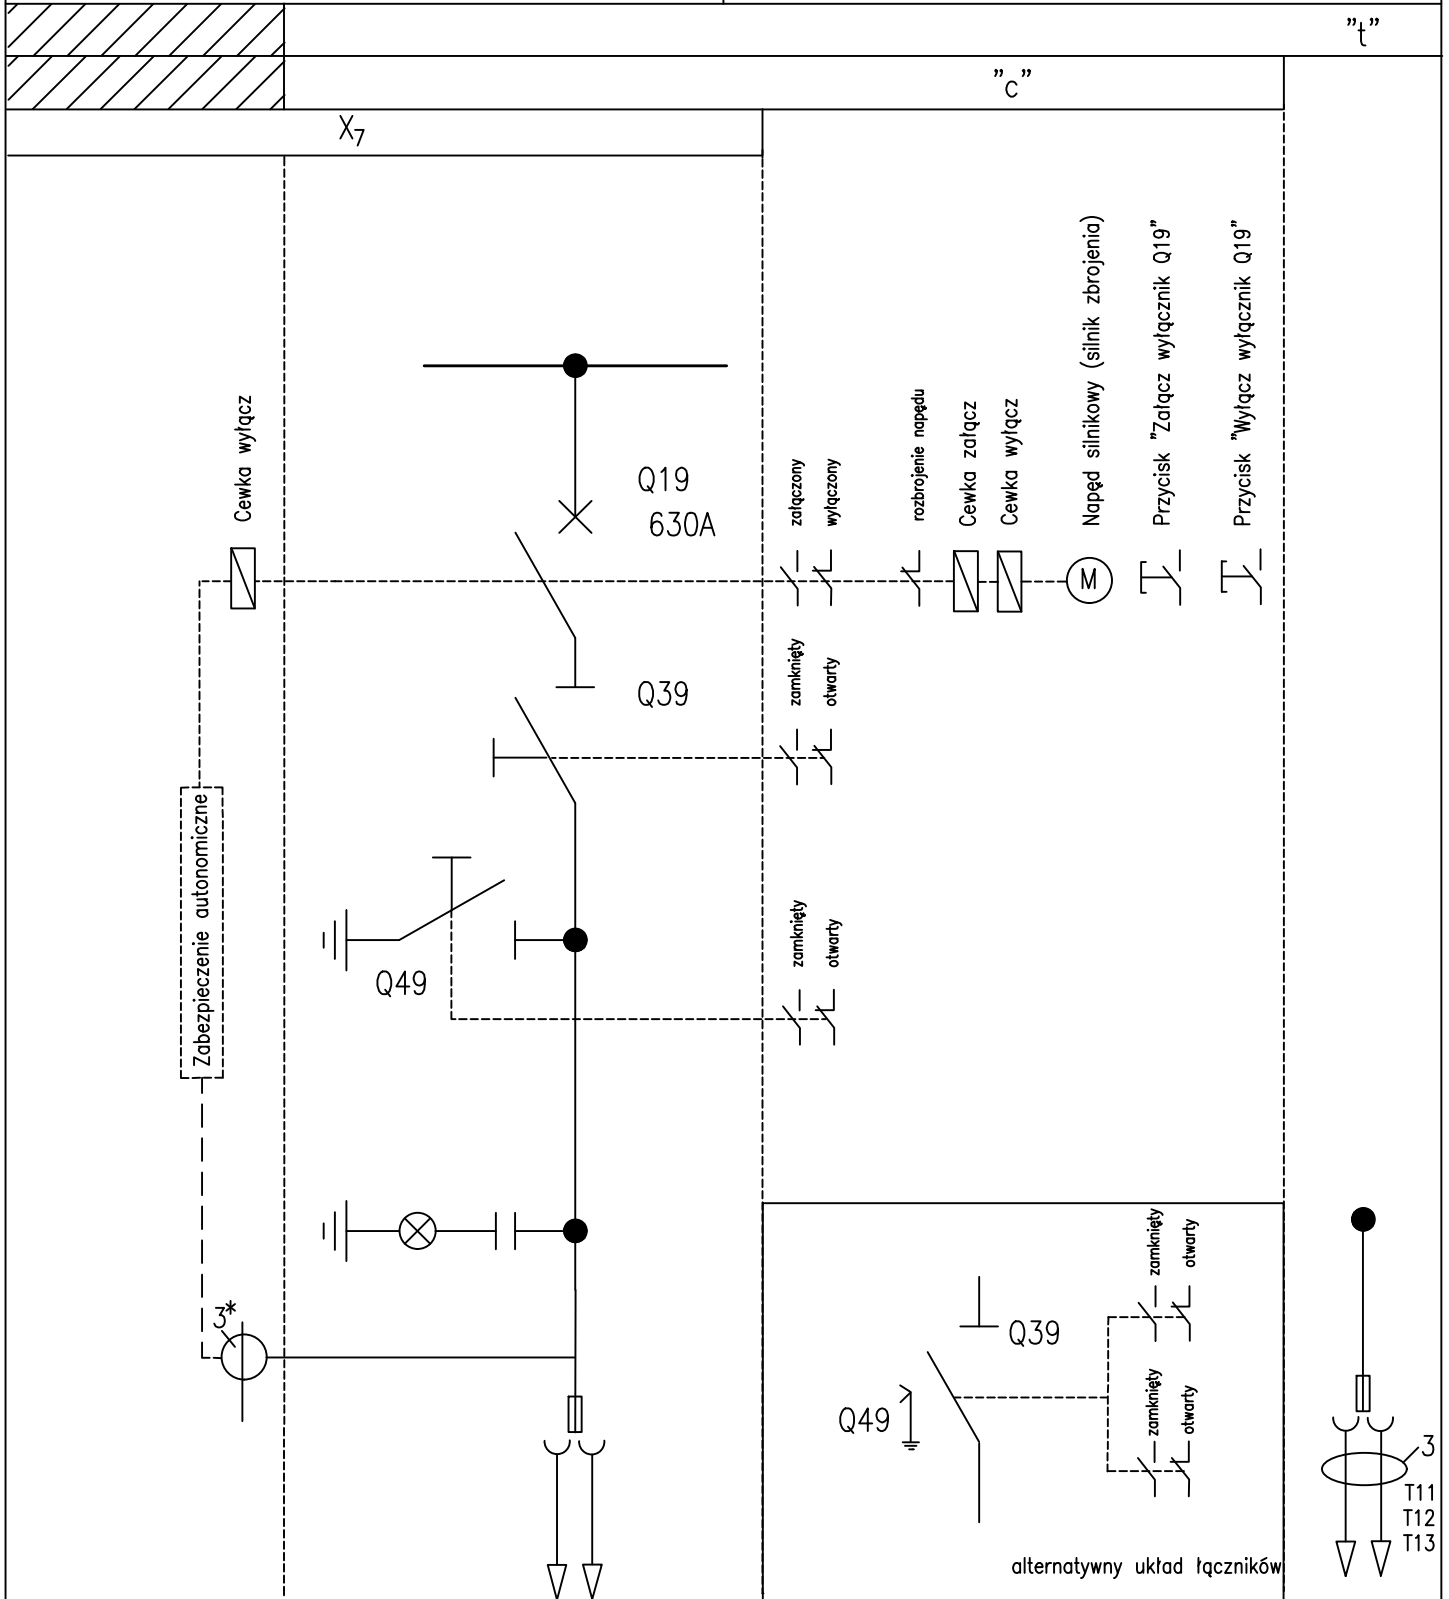 "t"
"c"
X7
Cewka wyłącz
Q19
630A
załączony
wyłączony
rozbrojenie napędu
Cewka załącz
Cewka wyłącz
Napęd silnikowy (silnik zbrojenia)
Przycisk "Załącz wyłącznik Q19"
Przycisk "Wyłącz wyłącznik Q19"
M
Q39
zamknięty
otwarty
Zabezpieczenie autonomiczne
Q49
zamknięty
otwarty
3*
zamknięty
otwarty
Q39
Q49
zamknięty
otwarty
alternatywny układ łączników
3
T11
T12
T13